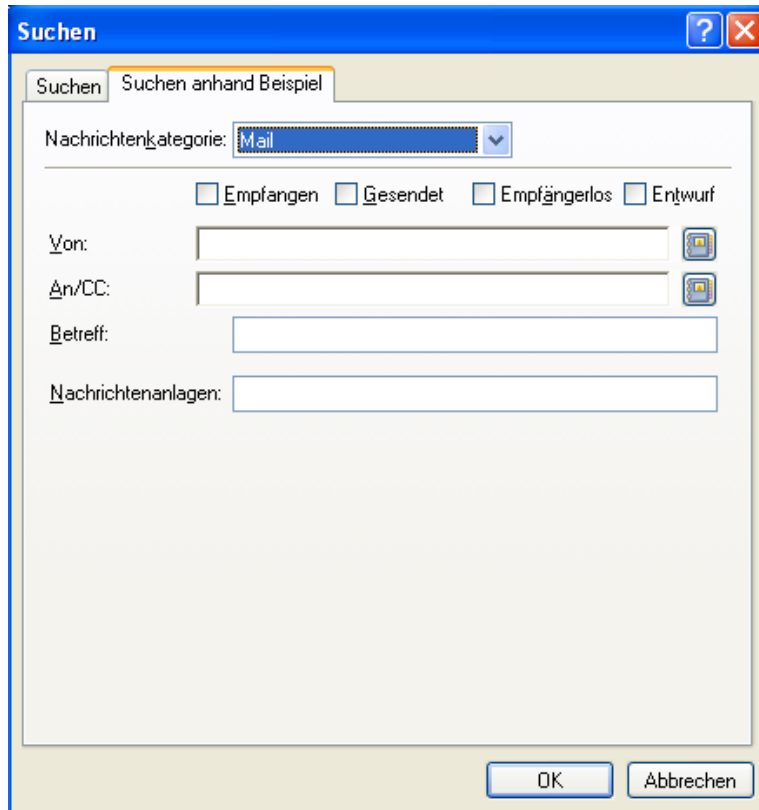 Suchen
Suchen Suchen anhand Beispiel
Nachrichtenkategorie: Mail
Empfangen Gesendet Empfängerlos Entwurf
Von:
An/CC:
Betreff:
Nachrichtenanlagen:
OK Abbrechen